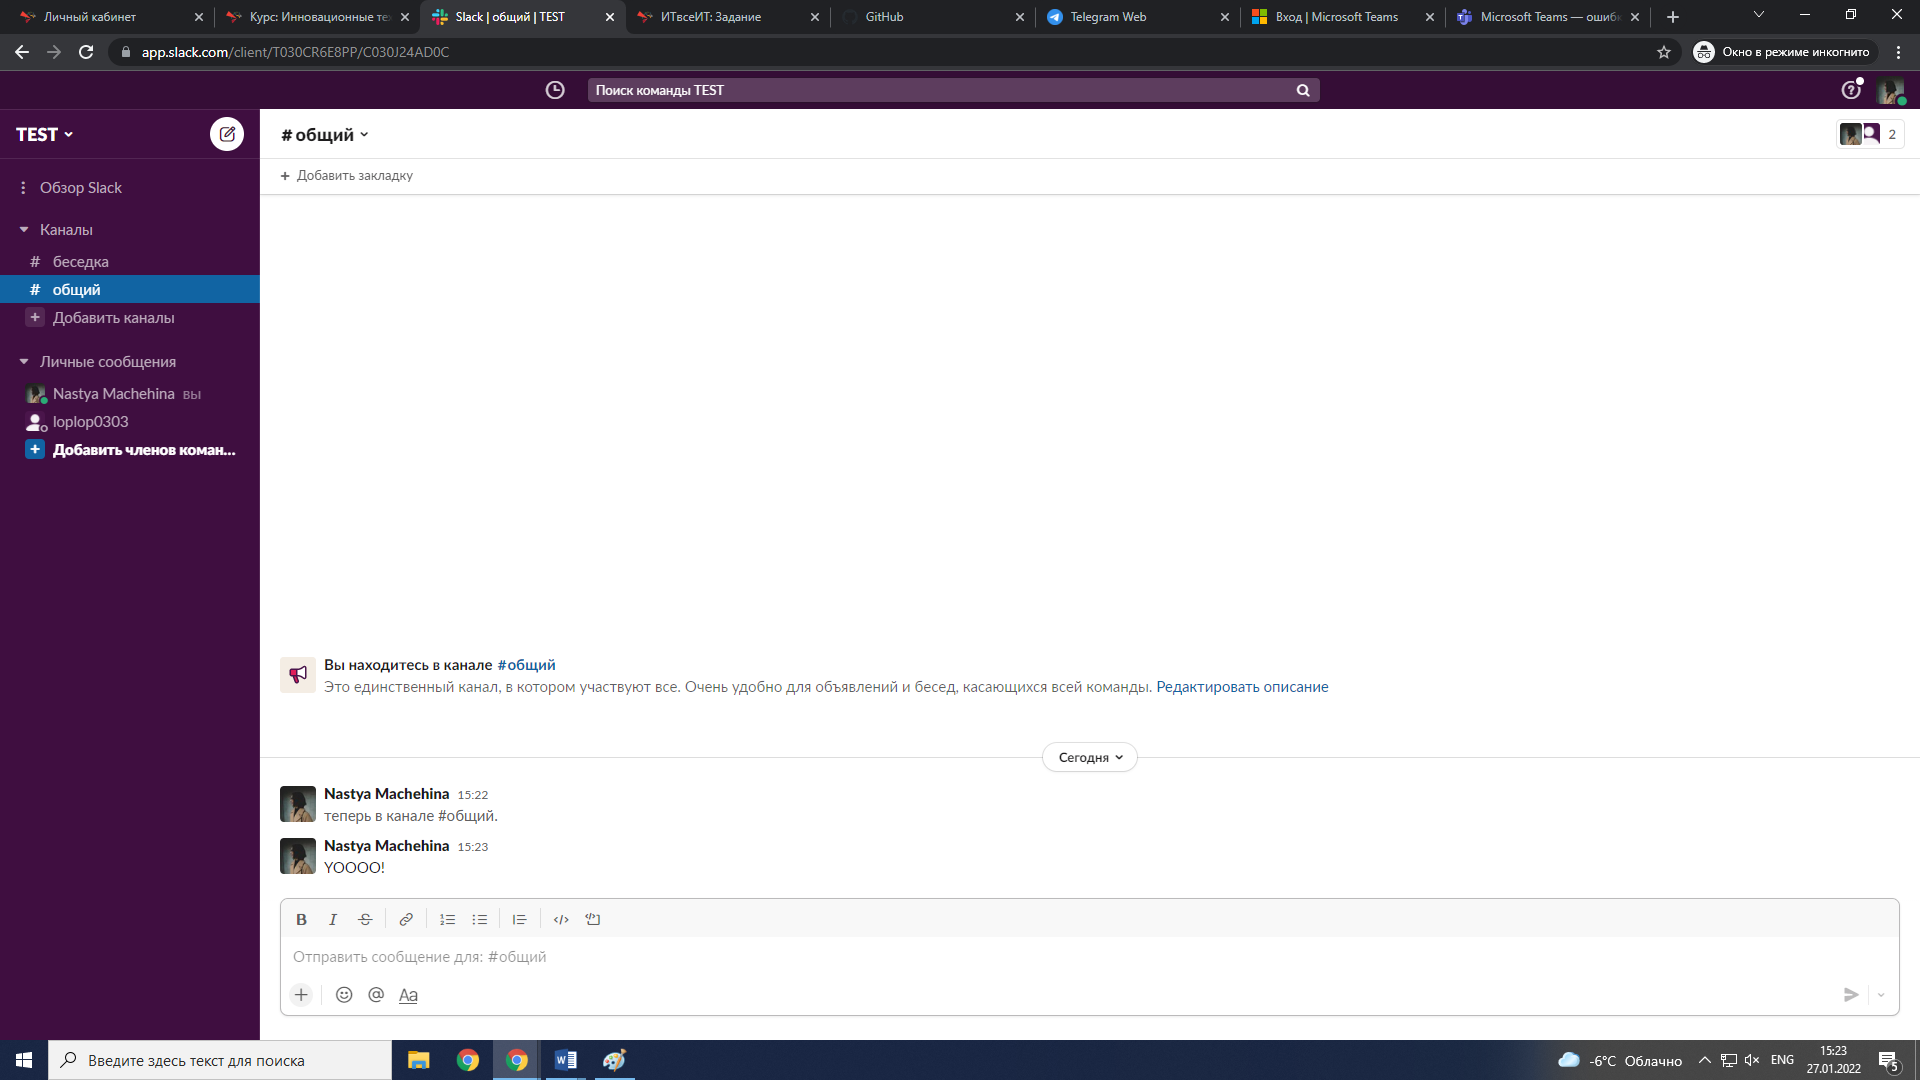 Личный кабинет
Курс: Инновационные те
Slack | общий | TEST
ИТвсеИТ: Задание
GitHub
Telegram Web
Вход | Microsoft Teams
Microsoft Teams — ошибк
app.slack.com/client/T030CR6E8PP/C030J24AD0C
Окно в режиме инкогнито
Поиск команды TEST
TEST
# общий
2
+ Добавить закладку
Обзор Slack
Каналы
# беседка
# общий
+ Добавить каналы
Личные сообщения
Nastya Machehina вы
loplop0303
+ Добавить членов коман...
Вы находитесь в канале #общий
Это единственный канал, в котором участвуют все. Очень удобно для объявлений и бесед, касающихся всей команды. Редактировать описание
Сегодня
Nastya Machehina 15:22
теперь в канале #общий.
Nastya Machehina 15:23
YOOOO!
B I S
Отправить сообщение для: #общий
+ @ Aa
Введите здесь текст для поиска
-6°C Облачно
ENG
15:23
27.01.2022
5